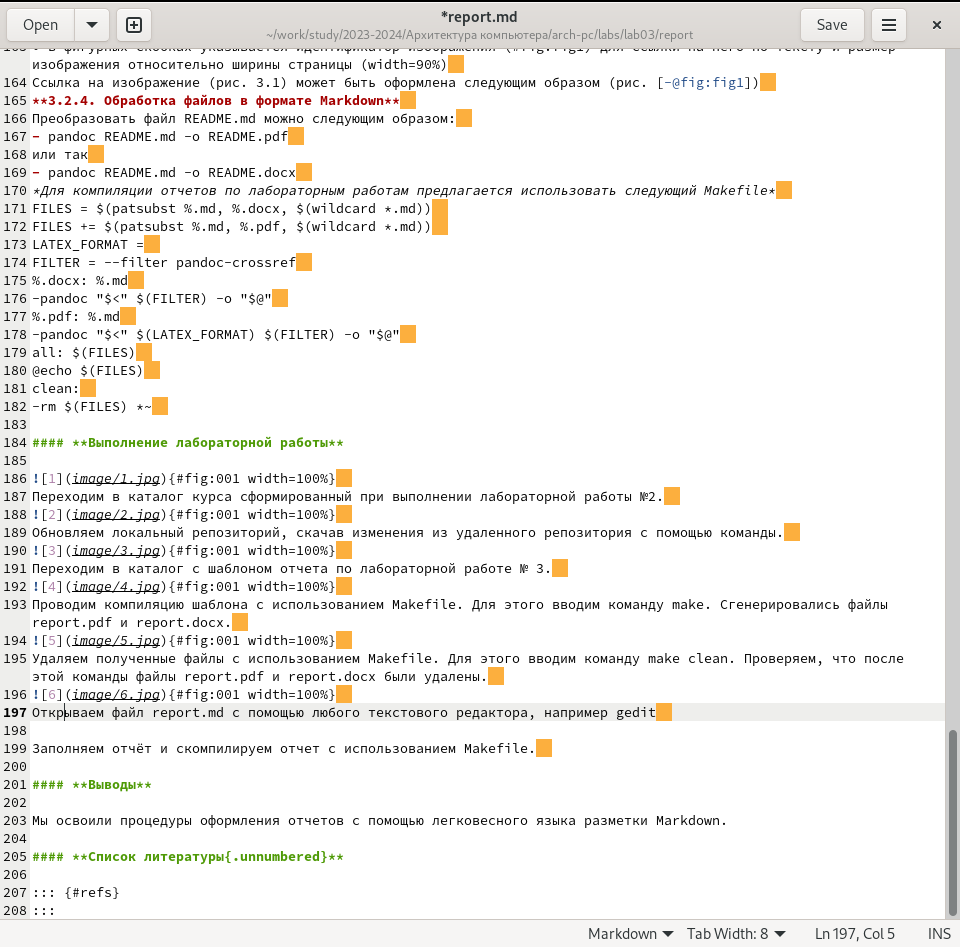 Open
*report.md
~/work/study/2023-2024/Архитектура компьютера/arch-pc/labs/lab03/report
Save
163 • В фигурных скобках указывается идентификатор изображения (#fig:fig1) для ссылки на него по тексту и размер
изображения относительно ширины страницы (width=90%)
164 Ссылка на изображение (рис. 3.1) может быть оформлена следующим образом (рис. [-@fig:fig1])
165 **3.2.4. Обработка файлов в формате Markdown**
166 Преобразовать файл README.md можно следующим образом:
167 - pandoc README.md -o README.pdf
168 или так
169 - pandoc README.md -o README.docx
170 *Для компиляции отчетов по лабораторным работам предлагается использовать следующий Makefile*
171 FILES = $(patsubst %.md, %.docx, $(wildcard *.md))
172 FILES += $(patsubst %.md, %.pdf, $(wildcard *.md))
173 LATEX_FORMAT =
174 FILTER = --filter pandoc-crossref
175 %.docx: %.md
176 -pandoc "$<" $(FILTER) -o "$@"
177 %.pdf: %.md
178 -pandoc "$<" $(LATEX_FORMAT) $(FILTER) -o "$@"
179 all: $(FILES)
180 @echo $(FILES)
181 clean:
182 -rm $(FILES) *~
183
184 #### **Выполнение лабораторной работы**
185
186 ![1](image/1.jpg){#fig:001 width=100%}
187 Переходим в каталог курса сформированный при выполнении лабораторной работы №2.
188 ![2](image/2.jpg){#fig:001 width=100%}
189 Обновляем локальный репозиторий, скачав изменения из удаленного репозитория с помощью команды.
190 ![3](image/3.jpg){#fig:001 width=100%}
191 Переходим в каталог с шаблоном отчета по лабораторной работе № 3.
192 ![4](image/4.jpg){#fig:001 width=100%}
193 Проводим компиляцию шаблона с использованием Makefile. Для этого вводим команду make. Сгенерировались файлы
report.pdf и report.docx.
194 ![5](image/5.jpg){#fig:001 width=100%}
195 Удаляем полученные файлы с использованием Makefile. Для этого вводим команду make clean. Проверяем, что после
этой команды файлы report.pdf и report.docx были удалены.
196 ![6](image/6.jpg){#fig:001 width=100%}
197 Открываем файл report.md с помощью любого текстового редактора, например gedit
198
199 Заполняем отчёт и скомпилируем отчет с использованием Makefile.
200
201 #### **Выводы**
202
203 Мы освоили процедуры оформления отчетов с помощью легковесного языка разметки Markdown.
204
205 #### **Список литературы{.unnumbered}**
206
207 ::: {#refs}
208 :::
Markdown
Tab Width: 8
Ln 197, Col 5
INS